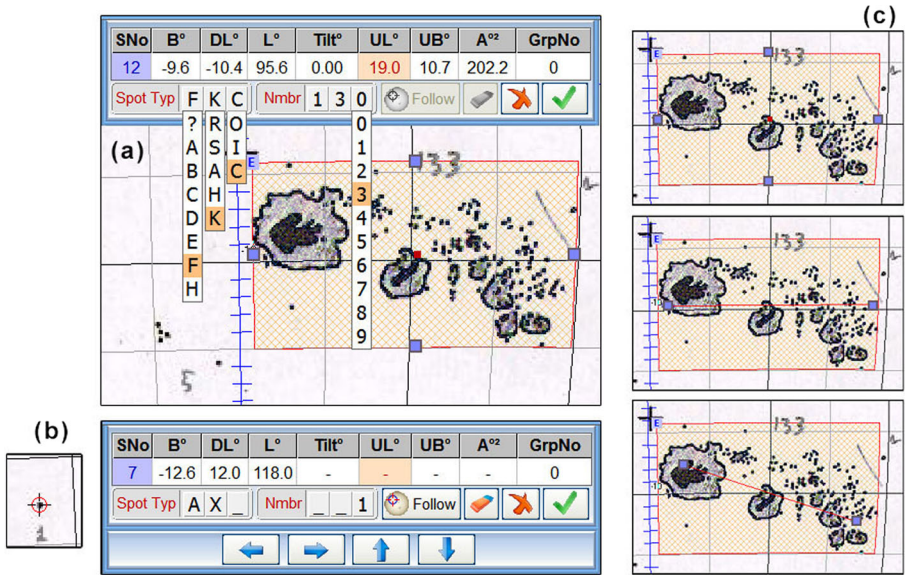 (c)
SNo B° DL° L° Tilt° UL° UB° A°² GrpNo
12 -9.6 -10.4 95.6 0.00 19.0 10.7 202.2 0
Spot Typ F K C Nmbr 1 3 0 Follow
(a)
? R O 0
A S I 1
B A C 2
C H 3
D K 4
E 5
F 6
H 7
8
9
E
133
5
(b)
1
SNo B° DL° L° Tilt° UL° UB° A°² GrpNo
7 -12.6 12.0 118.0 - - - - 0
Spot Typ A X _ Nmbr _ _ 1 Follow
E
133
E
133
E
133